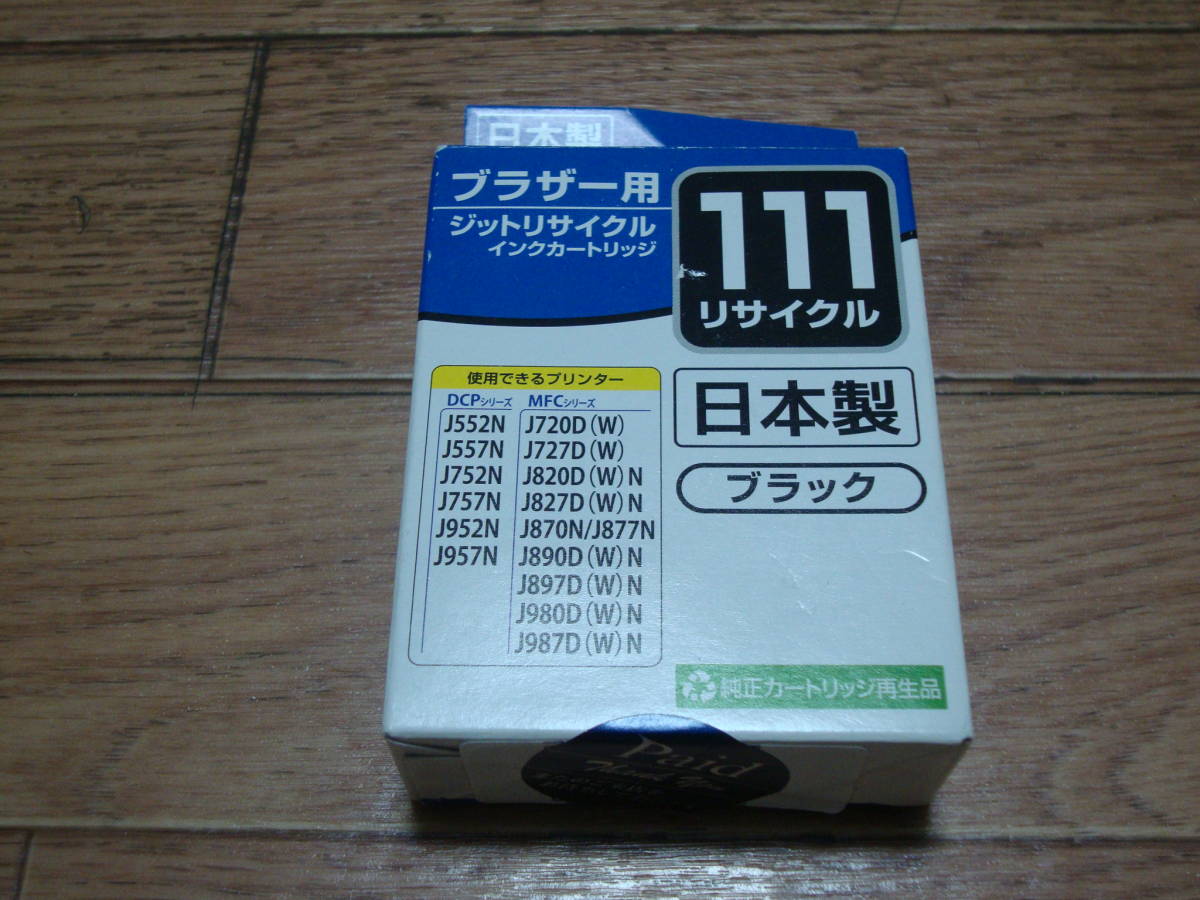 日本製
ブラザー用
ジットリサイクル
インクカートリッジ
111
リサイクル
使用できるプリンター
DCPシリーズ MFCシリーズ
J552N J720D(W)
J557N J727D(W)
J752N J820D(W)N
J757N J827D(W)N
J952N J870N/J877N
J957N J890D(W)N
J897D(W)N
J980D(W)N
J987D(W)N
日本製
ブラック
純正カートリッジ再生品
Paid
Thank You